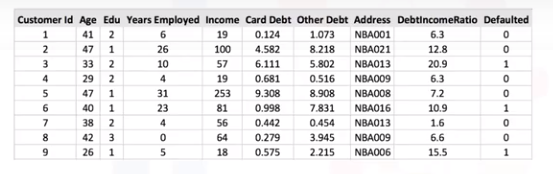 Customer Id Age Edu Years Employed Income Card Debt Other Debt Address DebtIncomeRatio Defaulted
1 41 2 6 19 0.124 1.073 NBA001 6.3 0
2 47 1 26 100 4.582 8.218 NBA021 12.8 0
3 33 2 10 57 6.111 5.802 NBA013 20.9 1
4 29 2 4 19 0.681 0.516 NBA009 6.3 0
5 47 1 31 253 9.308 8.908 NBA008 7.2 0
6 40 1 23 81 0.998 7.831 NBA016 10.9 1
7 38 2 4 56 0.442 0.454 NBA013 1.6 0
8 42 3 0 64 0.279 3.945 NBA009 6.6 0
9 26 1 5 18 0.575 2.215 NBA006 15.5 1